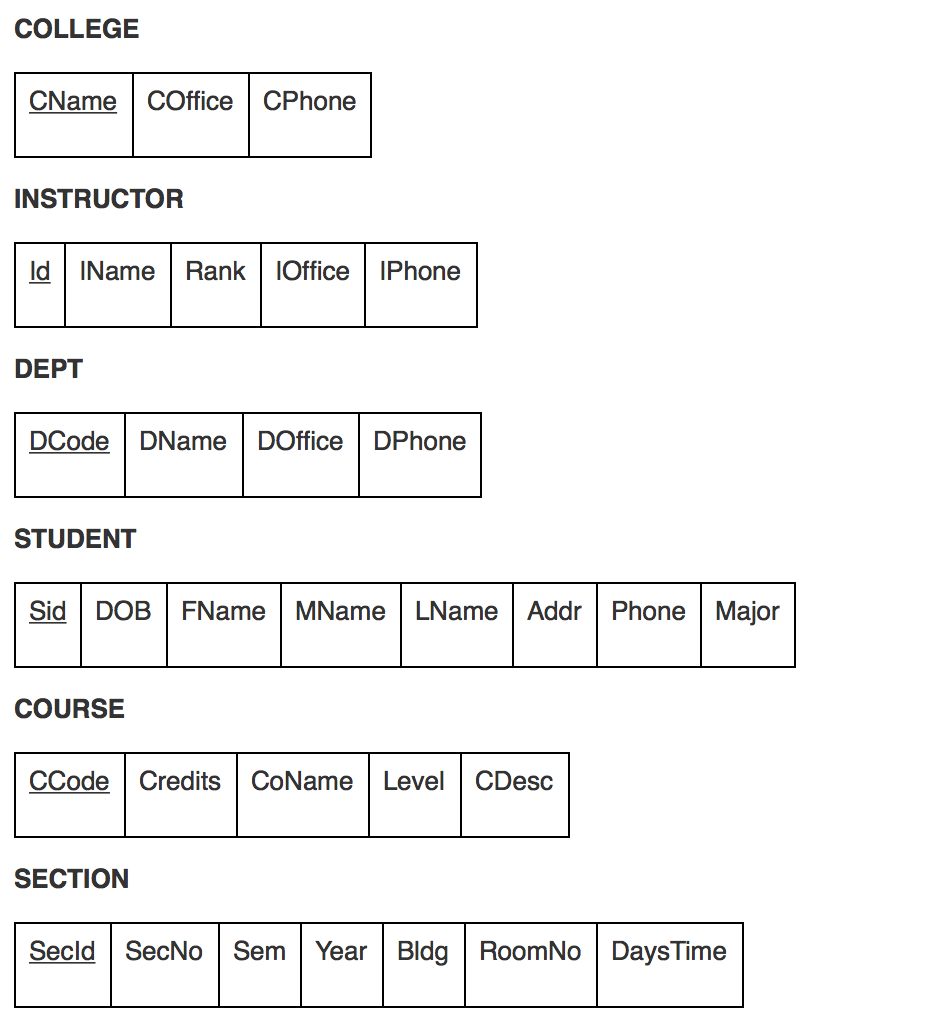 COLLEGE
CName COffice CPhone
INSTRUCTOR
Id IName Rank IOffice IPhone
DEPT
DCode DName DOffice DPhone
STUDENT
Sid DOB FName MName LName Addr Phone Major
COURSE
CCode Credits CoName Level CDesc
SECTION
SecId SecNo Sem Year Bldg RoomNo DaysTime